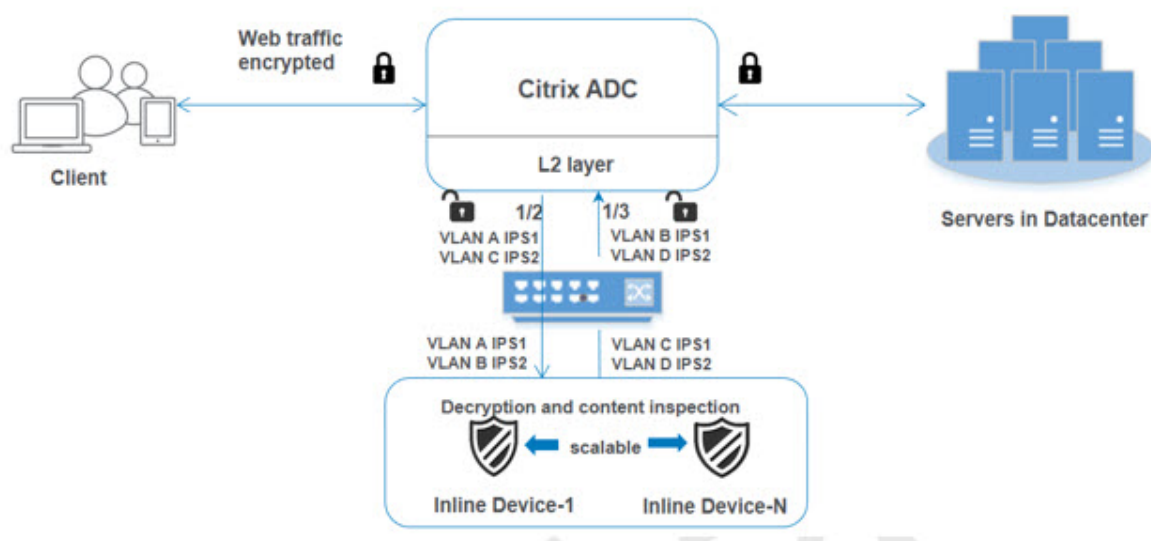 Web traffic
encrypted
Citrix ADC
L2 layer
Client
Servers in Datacenter
1/2
1/3
VLAN A IPS1
VLAN C IPS2
VLAN B IPS1
VLAN D IPS2
VLAN A IPS1
VLAN B IPS2
VLAN C IPS1
VLAN D IPS2
Decryption and content inspection
scalable
Inline Device-1
Inline Device-N